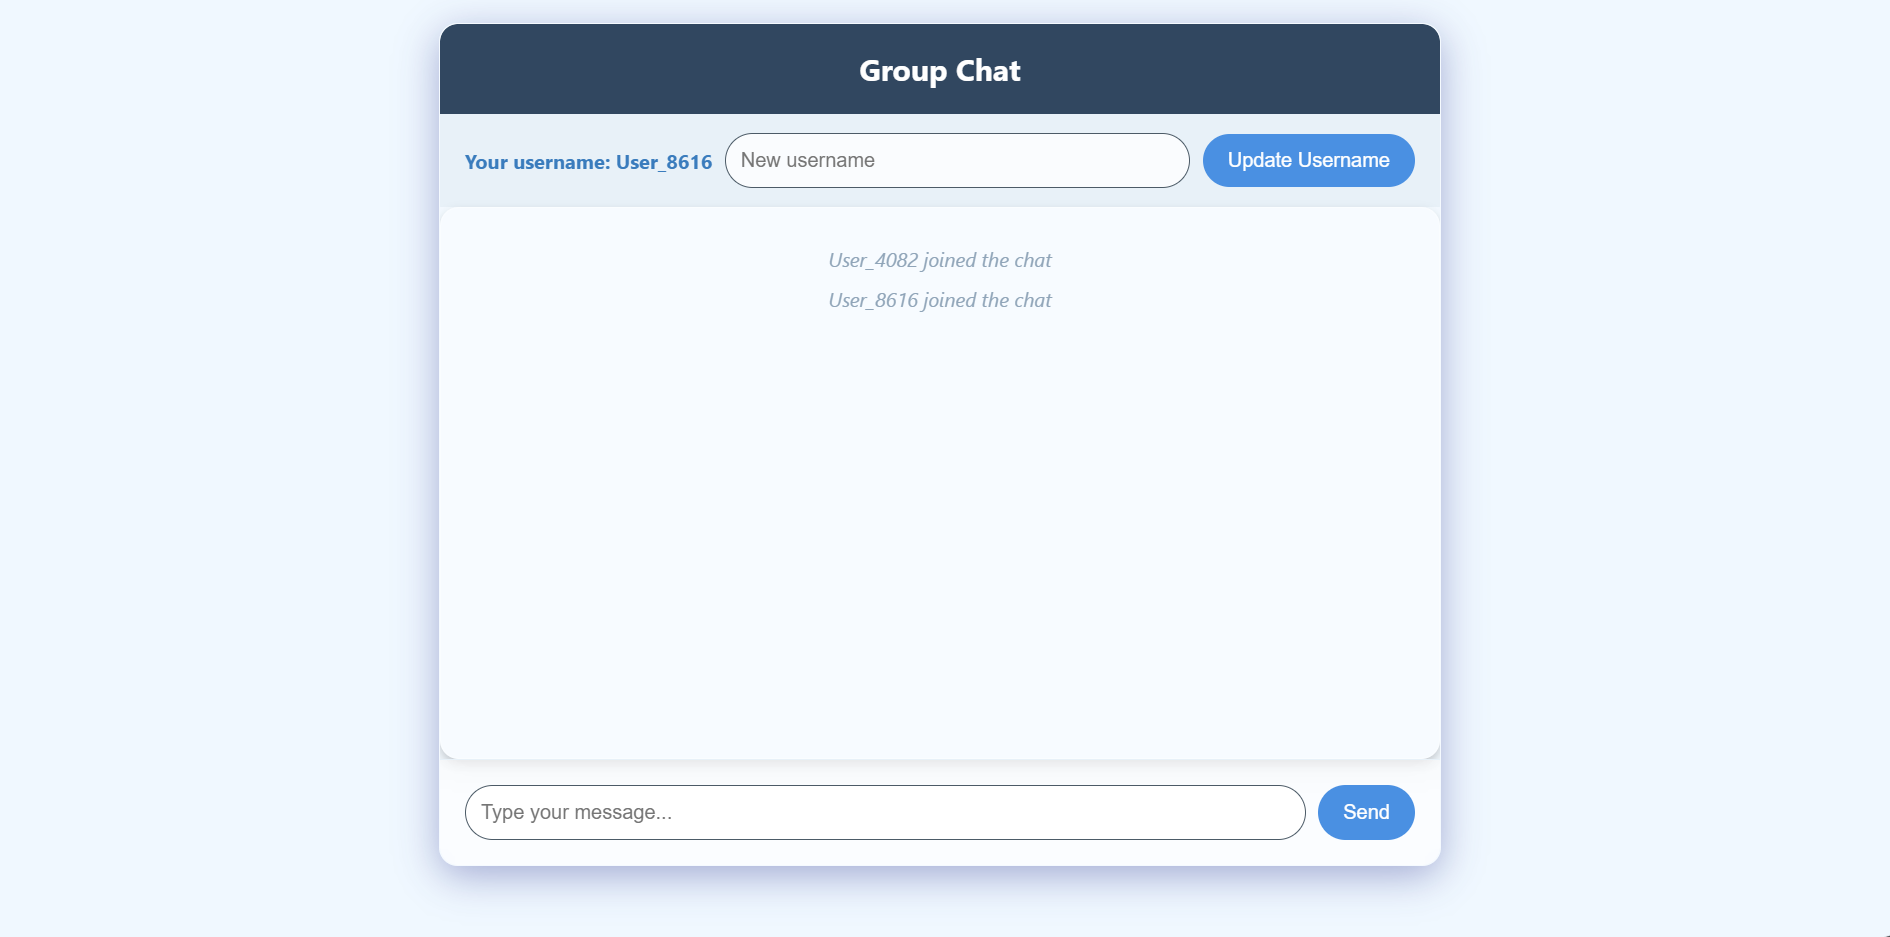 Group Chat
Your username: User_8616
New username
Update Username
User_4082 joined the chat
User_8616 joined the chat
Type your message...
Send